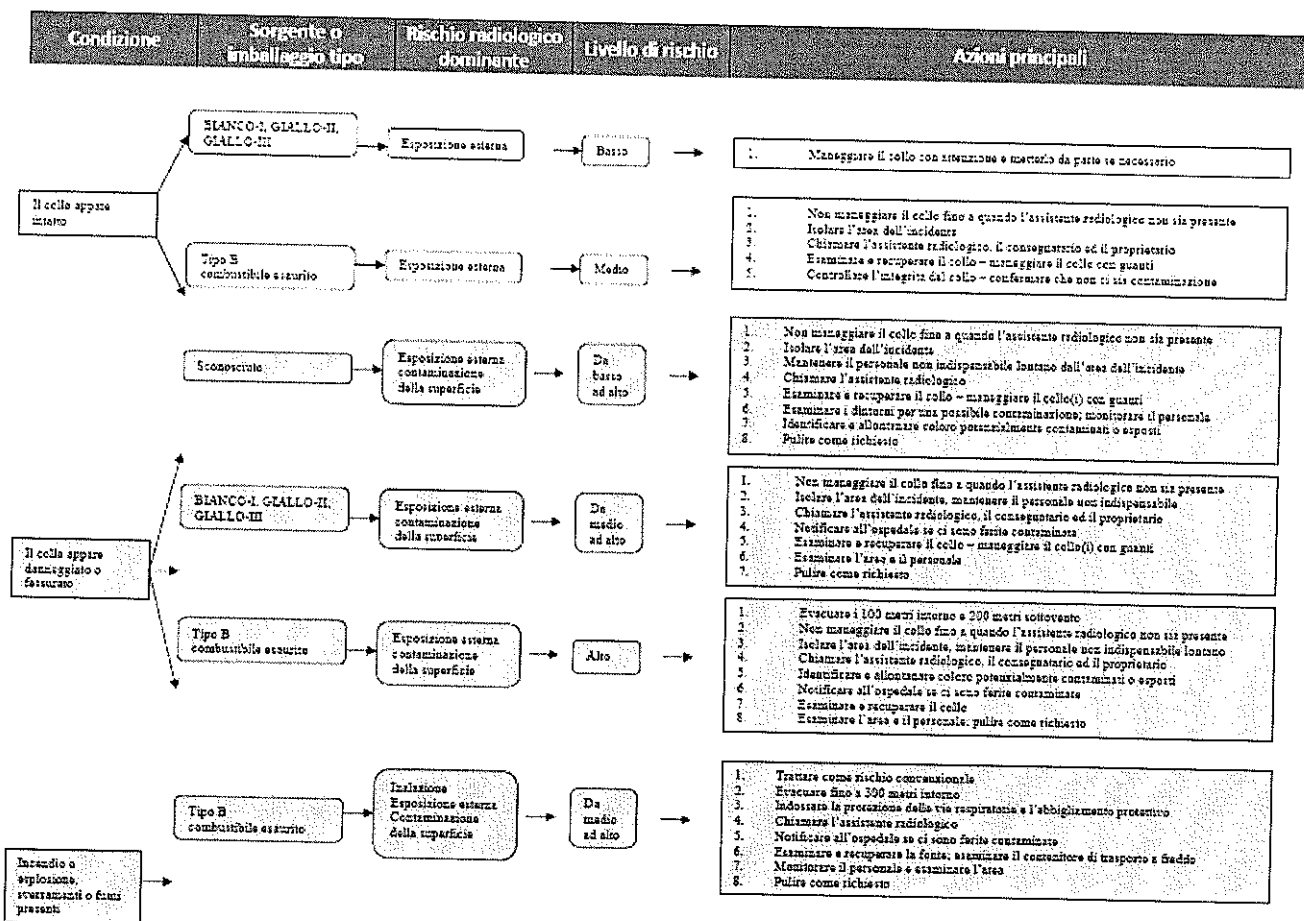 Condizione
Sorgente o
imballaggio tipo
Rischio radiologico
dominante
Livello di rischio
Azioni principali
Il collo appare
intatto
BIANCO-I, GIALLO-II,
GIALLO-III
Esposizione esterna
Basso
1. Maneggiare il collo con attenzione e metterlo da parte se necessario
Tipo B
combustibile esaurito
Esposizione esterna
Medio
1. Non maneggiare il collo fino a quando l'assistente radiologico non sia presente
2. Isolare l'area dell'incidente
3. Chiamare l'assistente radiologico, il consegnatario ed il proprietario
4. Esaminare e recuperare il collo – maneggiare il collo con guanti
5. Controllare l'integrità del collo – confermare che non ci sia contaminazione
Sconosciuto
Esposizione esterna
contaminazione
della superficie
Da
basso
ad alto
1. Non maneggiare il collo fino a quando l'assistente radiologico non sia presente
2. Isolare l'area dell'incidente
3. Mantenere il personale non indispensabile lontano dall'area dell'incidente
4. Chiamare l'assistente radiologico
5. Esaminare e recuperare il collo – maneggiare il collo(i) con guanti
6. Esaminare i dintorni per una possibile contaminazione; monitorare il personale
7. Identificare e allontanare coloro potenzialmente contaminati o esposti
8. Pulire come richiesto
Il collo appare
danneggiato o
fessurato
BIANCO-I, GIALLO-II,
GIALLO-III
Esposizione esterna
contaminazione
della superficie
Da
medio
ad alto
1. Non maneggiare il collo fino a quando l'assistente radiologico non sia presente
2. Isolare l'area dell'incidente, mantenere il personale non indispensabile
3. Chiamare l'assistente radiologico, il consegnatario ed il proprietario
4. Notificare all'ospedale se ci sono ferite contaminate
5. Esaminare e recuperare il collo – maneggiare il collo(i) con guanti
6. Esaminare l'area e il personale
7. Pulire come richiesto
Tipo B
combustibile esaurito
Esposizione esterna
contaminazione
della superficie
Alto
1. Evacuare i 100 metri intorno e 200 metri sottovento
2. Non maneggiare il collo fino a quando l'assistente radiologico non sia presente
3. Isolare l'area dell'incidente, mantenere il personale non indispensabile lontano
4. Chiamare l'assistente radiologico, il consegnatario ed il proprietario
5. Identificare e allontanare coloro potenzialmente contaminati o esposti
6. Notificare all'ospedale se ci sono ferite contaminate
7. Esaminare e recuperare il collo
8. Esaminare l'area e il personale; pulire come richiesto
Incendio o
esplosione,
sversamenti o fumi
presenti
Tipo B
combustibile esaurito
Inalazione
Esposizione esterna
Contaminazione
della superficie
Da
medio
ad alto
1. Trattare come rischio convenzionale
2. Evacuare fino a 300 metri intorno
3. Indossare la protezione delle vie respiratorie e l'abbigliamento protettivo
4. Chiamare l'assistente radiologico
5. Notificare all'ospedale se ci sono ferite contaminate
6. Esaminare e recuperare la fonte; esaminare il contenitore di trasporto a freddo
7. Monitorare il personale e esaminare l'area
8. Pulire come richiesto